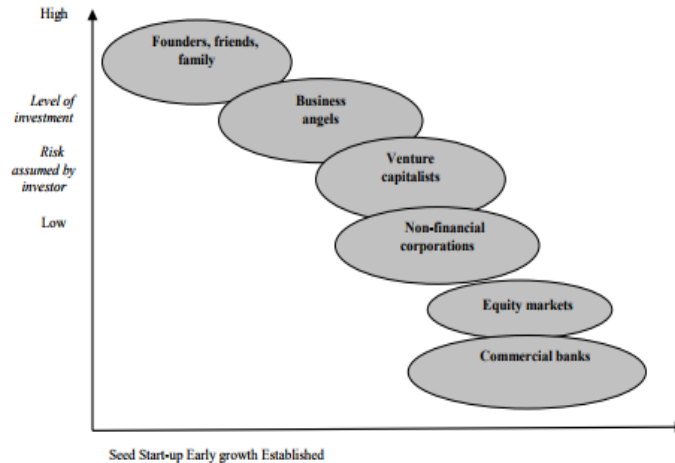 High
Founders, friends,
family
Level of
investment
Business
angels
Risk
assumed by
investor
Venture
capitalists
Low
Non-financial
corporations
Equity markets
Commercial banks
Seed Start-up Early growth Established